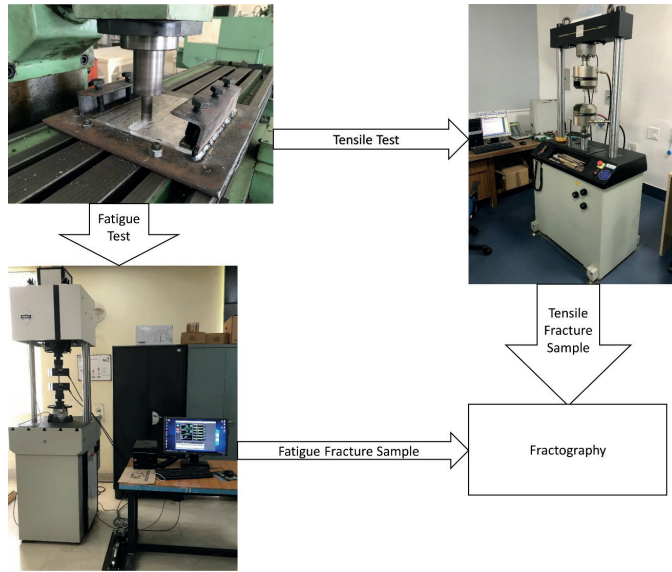 Tensile Test
Fatigue
Test
Tensile
Fracture
Sample
Fatigue Fracture Sample
Fractography